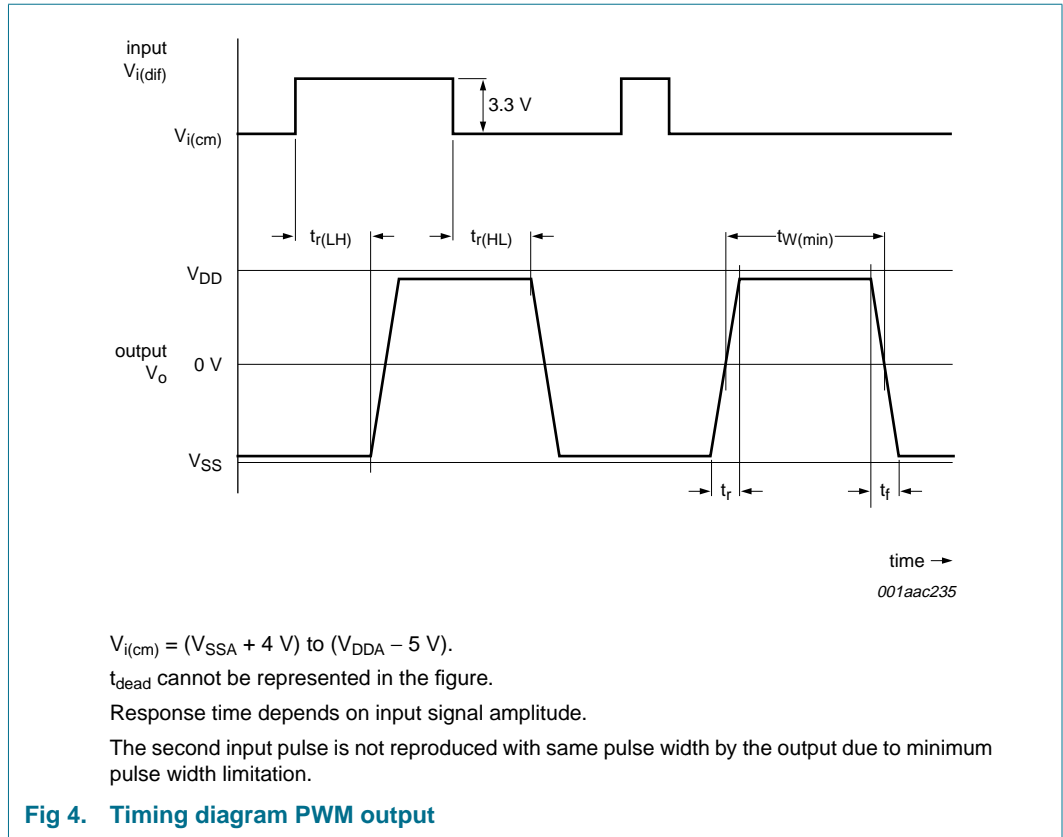 input
Vi(dif)
3.3 V
Vi(cm)
tr(LH)
tr(HL)
tW(min)
VDD
output
Vo
0 V
VSS
tr
tf
time
001aac235
Vi(cm) = (VSSA + 4 V) to (VDDA − 5 V).
tdead cannot be represented in the figure.
Response time depends on input signal amplitude.
The second input pulse is not reproduced with same pulse width by the output due to minimum
pulse width limitation.
Fig 4. Timing diagram PWM output